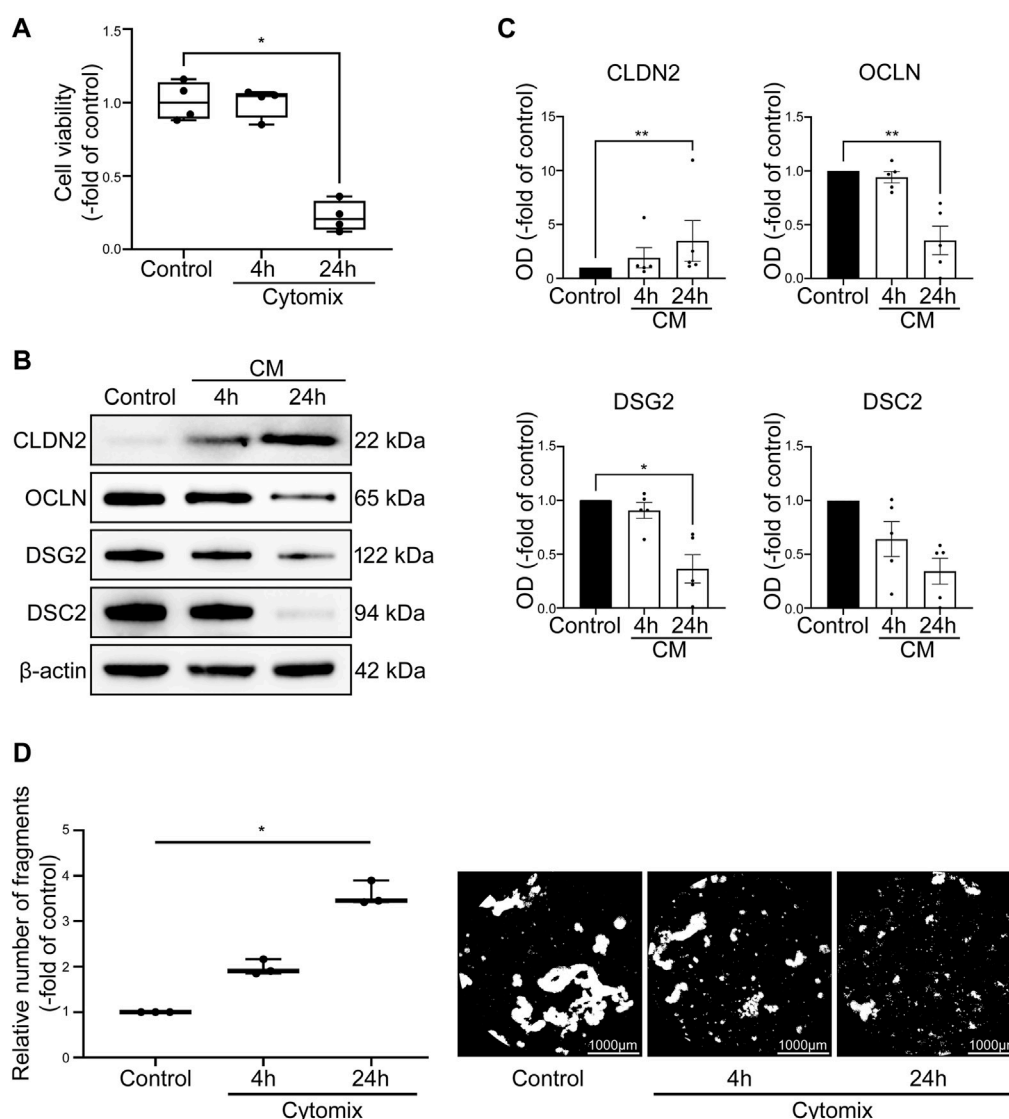 A
Cell viability
(-fold of control)
1.5
1.0
0.5
0.0
*
Control
4h
24h
Cytomix
B
CM
Control
4h
24h
CLDN2
22 kDa
OCLN
65 kDa
DSG2
122 kDa
DSC2
94 kDa
β-actin
42 kDa
C
CLDN2
OD (-fold of control)
15
10
5
0
**
Control
4h
24h
CM
OCLN
OD (-fold of control)
1.5
1.0
0.5
0.0
**
Control
4h
24h
CM
DSG2
OD (-fold of control)
1.5
1.0
0.5
0.0
*
Control
4h
24h
CM
DSC2
OD (-fold of control)
1.5
1.0
0.5
0.0
Control
4h
24h
CM
D
Relative number of fragments
(-fold of control)
5
4
3
2
1
0
*
Control
4h
24h
Cytomix
1000µm
1000µm
1000µm
Control
4h
24h
Cytomix